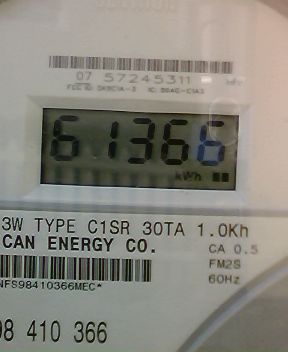 07 57245311
61366
kWh
3W TYPE C1SR 30TA 1.0Kh
CAN ENERGY CO.
CA 0.5
FM2S
60Hz
NFS98410366MEC*
98 410 366